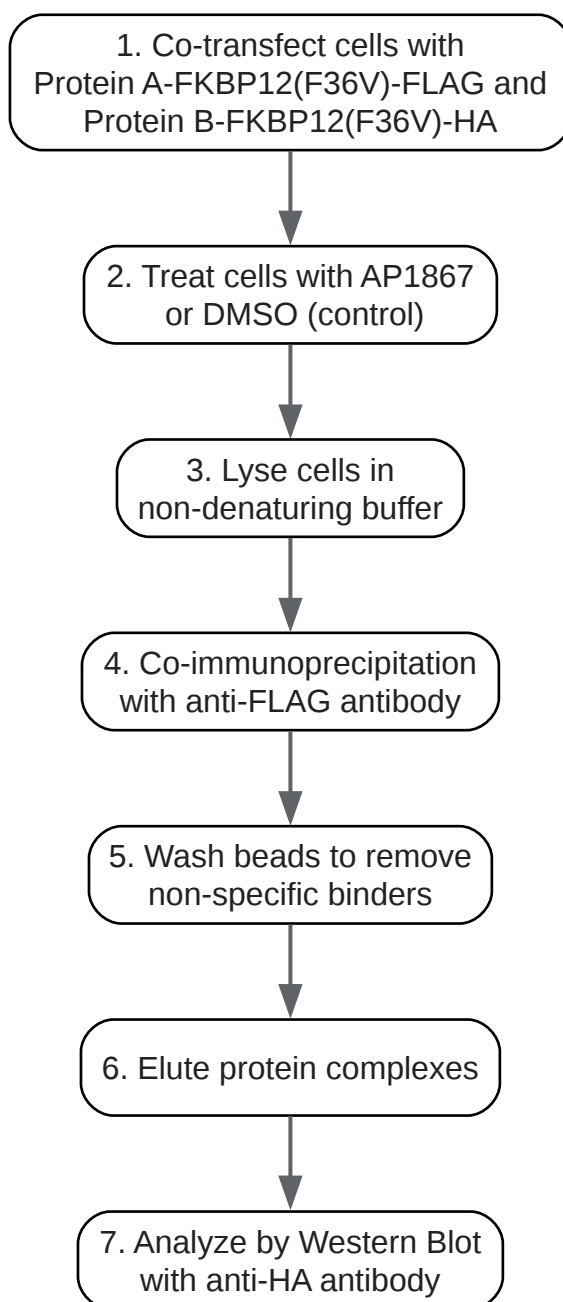 1. Co-transfect cells with
Protein A-FKBP12(F36V)-FLAG and
Protein B-FKBP12(F36V)-HA
2. Treat cells with AP1867
or DMSO (control)
3. Lyse cells in
non-denaturing buffer
4. Co-immunoprecipitation
with anti-FLAG antibody
5. Wash beads to remove
non-specific binders
6. Elute protein complexes
7. Analyze by Western Blot
with anti-HA antibody